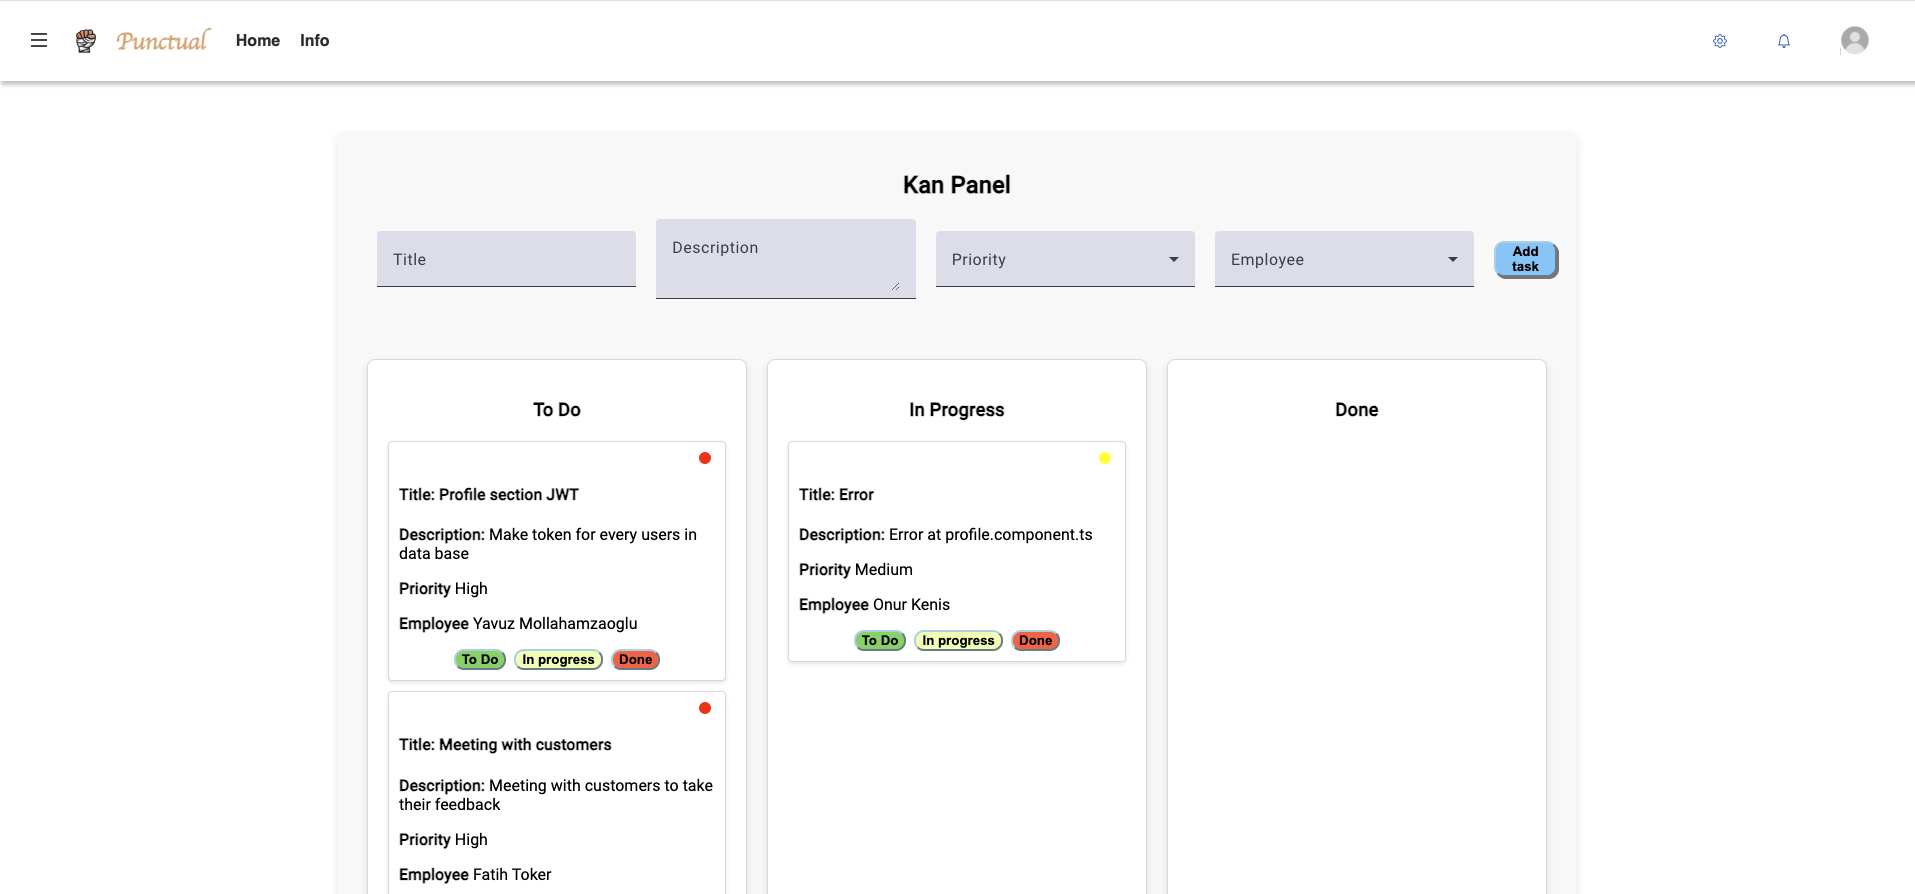 Punctual Home Info
Kan Panel
Title
Description
Priority
Employee
Add
task
To Do
Title: Profile section JWT
Description: Make token for every users in
data base
Priority High
Employee Yavuz Mollahamzaoglu
To Do In progress Done
Title: Meeting with customers
Description: Meeting with customers to take
their feedback
Priority High
Employee Fatih Toker
In Progress
Title: Error
Description: Error at profile.component.ts
Priority Medium
Employee Onur Kenis
To Do In progress Done
Done